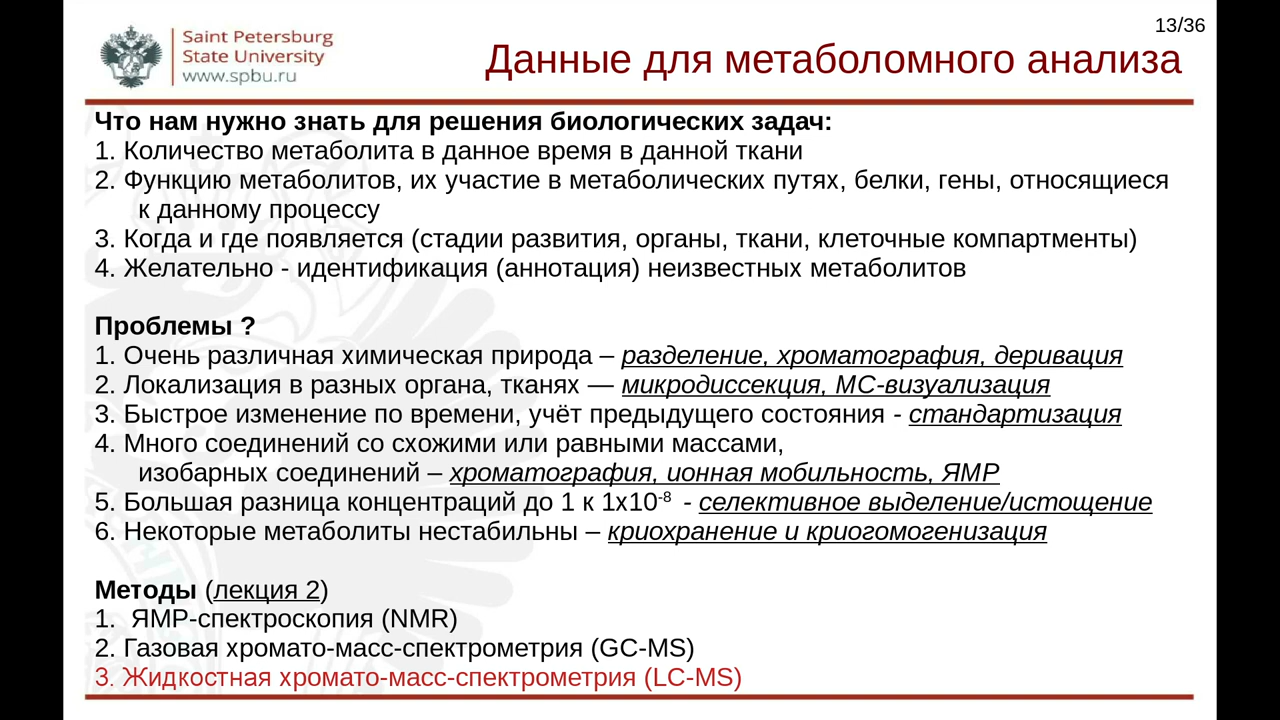 13/36
Saint Petersburg
State University
www.spbu.ru
Данные для метаболомного анализа
Что нам нужно знать для решения биологических задач:
1. Количество метаболита в данное время в данной ткани
2. Функцию метаболитов, их участие в метаболических путях, белки, гены, относящиеся
к данному процессу
3. Когда и где появляется (стадии развития, органы, ткани, клеточные компартменты)
4. Желательно - идентификация (аннотация) неизвестных метаболитов
Проблемы ?
1. Очень различная химическая природа – разделение, хроматография, деривация
2. Локализация в разных органа, тканях — микродиссекция, МС-визуализация
3. Быстрое изменение по времени, учёт предыдущего состояния - стандартизация
4. Много соединений со схожими или равными массами,
изобарных соединений – хроматография, ионная мобильность, ЯМР
5. Большая разница концентраций до 1 к 1х10⁻⁸ - селективное выделение/истощение
6. Некоторые метаболиты нестабильны – криохранение и криогомогенизация
Методы (лекция 2)
1. ЯМР-спектроскопия (NMR)
2. Газовая хромато-масс-спектрометрия (GC-MS)
3. Жидкостная хромато-масс-спектрометрия (LC-MS)